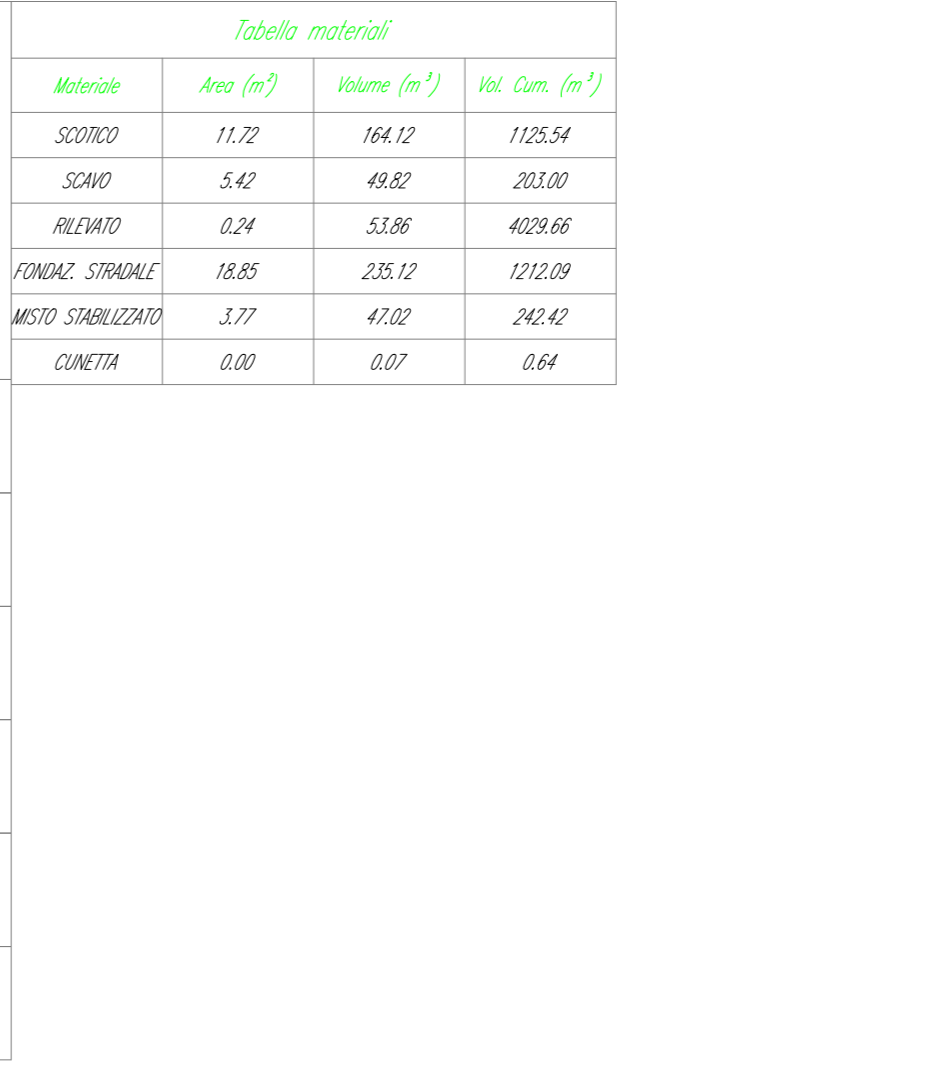 Tabella materiali
Materiale Area (m²) Volume (m³) Vol. Cum. (m³)
SCOTICO 11.72 164.12 1125.54
SCAVO 5.42 49.82 203.00
RILEVATO 0.24 53.86 4029.66
FONDAZ. STRADALE 18.85 235.12 1212.09
MISTO STABILIZZATO 3.77 47.02 242.42
CUNETTA 0.00 0.07 0.64